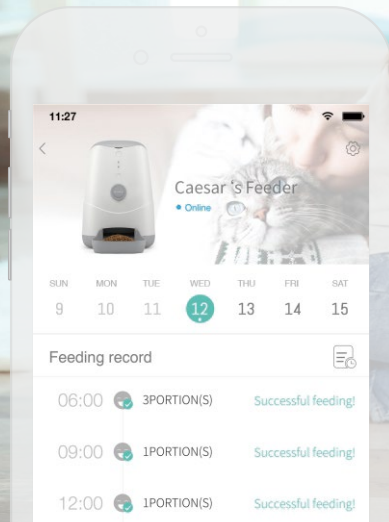 11:27
Caesar 's Feeder
Online
SUN MON TUE WED THU FRI SAT
9 10 11 12 13 14 15
Feeding record
06:00 3PORTION(S) Successful feeding!
09:00 1PORTION(S) Successful feeding!
12:00 1PORTION(S) Successful feeding!